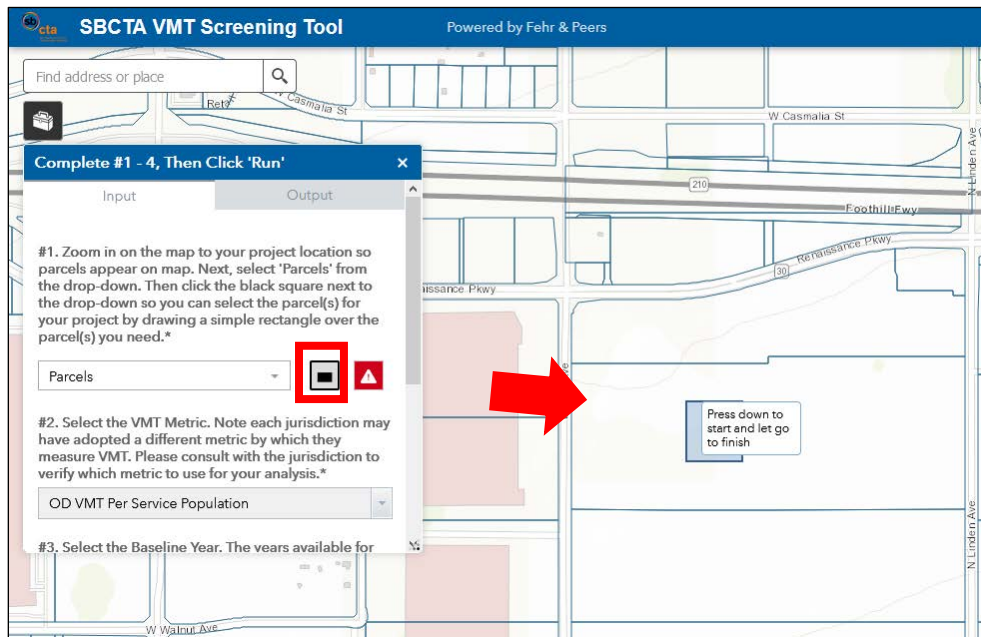 sb
cta
SBCTA VMT Screening Tool
Powered by Fehr & Peers
Find address or place
W Casmalia St
W Casmalia St
N Linden Ave
210
Foothill Fwy
Complete #1 - 4, Then Click 'Run'
×
Input
Output
Renaissance Pkwy
30
#1. Zoom in on the map to your project location so
parcels appear on map. Next, select 'Parcels' from
the drop-down. Then click the black square next to
the drop-down so you can select the parcel(s) for
your project by drawing a simple rectangle over the
parcel(s) you need.*
issance Pkwy
Parcels
Press down to
start and let go
to finish
#2. Select the VMT Metric. Note each jurisdiction may
have adopted a different metric by which they
measure VMT. Please consult with the jurisdiction to
verify which metric to use for your analysis.*
OD VMT Per Service Population
#3. Select the Baseline Year. The years available for
N Linden Ave
W Walnut Ave